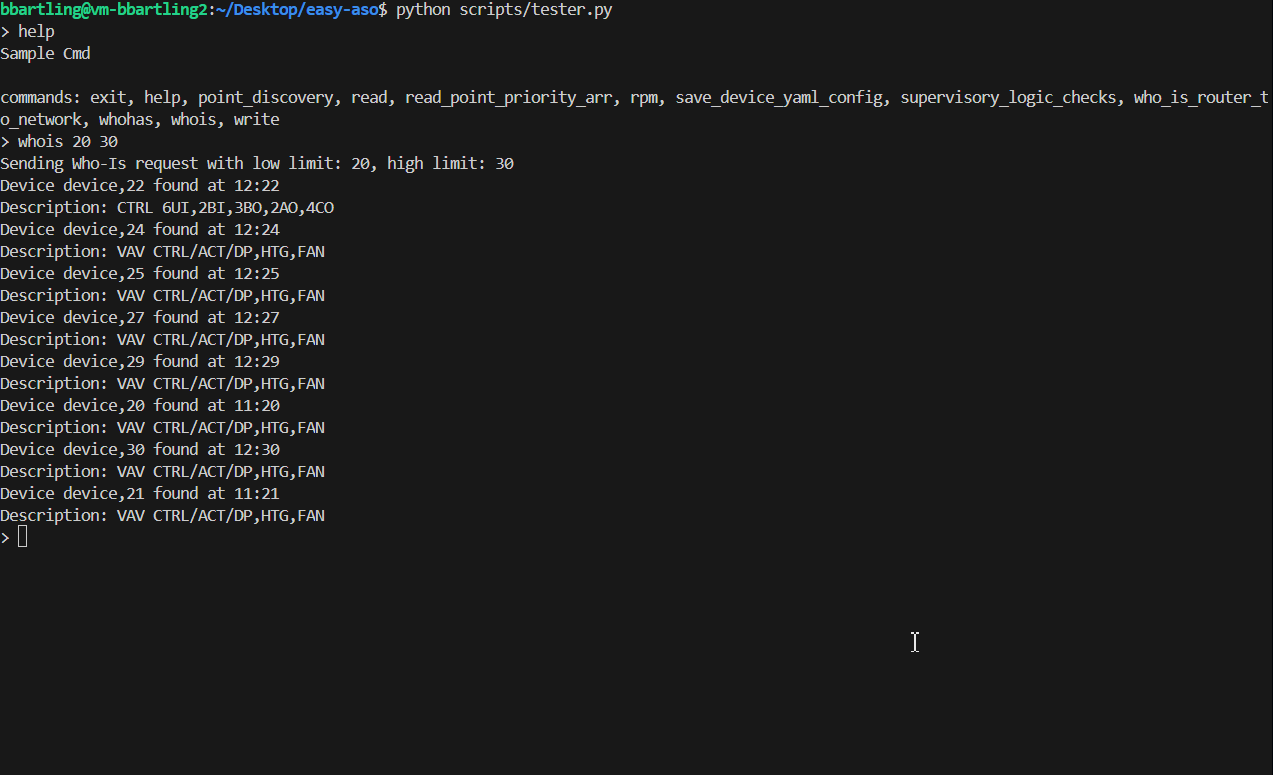 bbartling@vm-bbartling2:~/Desktop/easy-aso$ python scripts/tester.py
> help
Sample Cmd
commands: exit, help, point_discovery, read, read_point_priority_arr, rpm, save_device_yaml_config, supervisory_logic_checks, who_is_router_t
o_network, whohas, whois, write
> whois 20 30
Sending Who-Is request with low limit: 20, high limit: 30
Device device,22 found at 12:22
Description: CTRL 6UI,2BI,3BO,2AO,4CO
Device device,24 found at 12:24
Description: VAV CTRL/ACT/DP,HTG,FAN
Device device,25 found at 12:25
Description: VAV CTRL/ACT/DP,HTG,FAN
Device device,27 found at 12:27
Description: VAV CTRL/ACT/DP,HTG,FAN
Device device,29 found at 12:29
Description: VAV CTRL/ACT/DP,HTG,FAN
Device device,20 found at 11:20
Description: VAV CTRL/ACT/DP,HTG,FAN
Device device,30 found at 12:30
Description: VAV CTRL/ACT/DP,HTG,FAN
Device device,21 found at 11:21
Description: VAV CTRL/ACT/DP,HTG,FAN
>